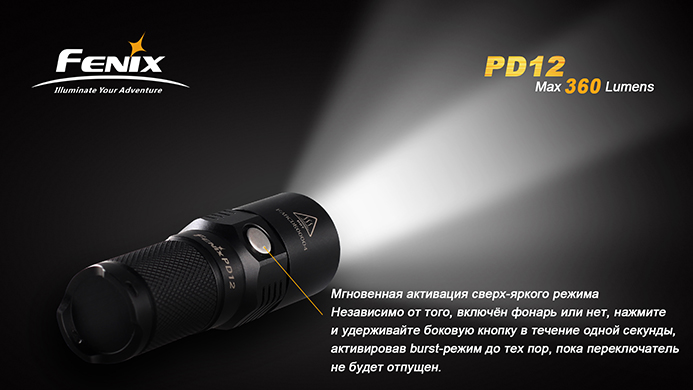 FENIX
Illuminate Your Adventure
PD12
Max 360 Lumens
FENIX PD12
Мгновенная активация сверх-яркого режима
Независимо от того, включён фонарь или нет, нажмите
и удерживайте боковую кнопку в течение одной секунды,
активировав burst-режим до тех пор, пока переключатель
не будет отпущен.